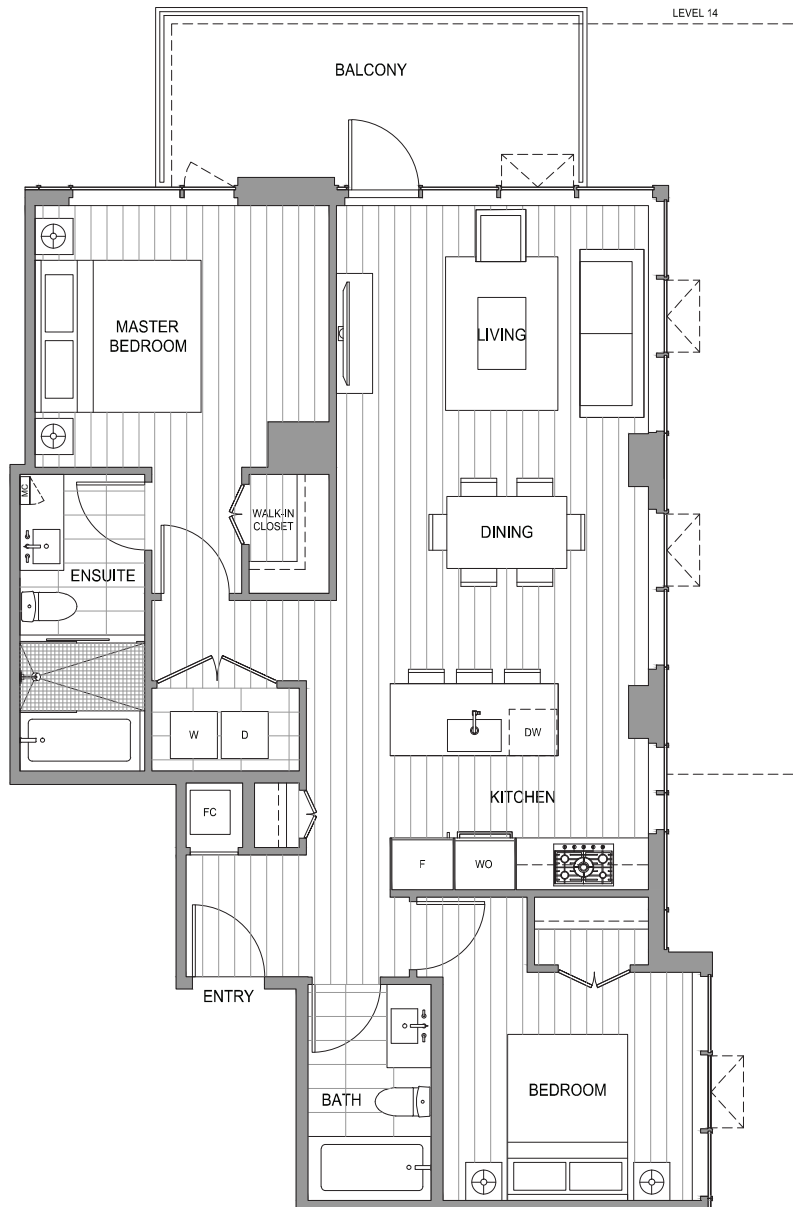 LEVEL 14
BALCONY
MASTER
BEDROOM
LIVING
MC
WALK-IN
CLOSET
DINING
ENSUITE
W
D
DW
KITCHEN
FC
F
WO
ENTRY
BATH
BEDROOM